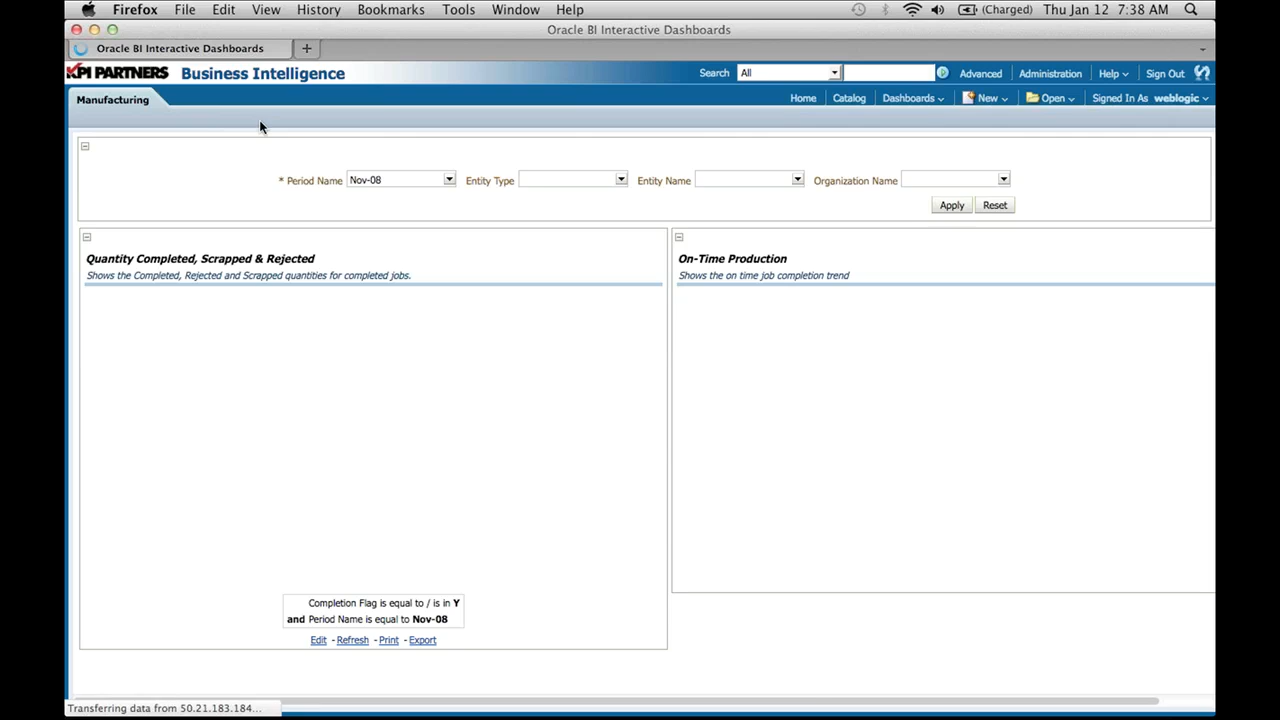 Firefox File Edit View History Bookmarks Tools Window Help (Charged) Thu Jan 12 7:38 AM
Oracle BI Interactive Dashboards
Oracle BI Interactive Dashboards +
KPI PARTNERS Business Intelligence Search All Advanced Administration Help Sign Out
Manufacturing Home Catalog Dashboards New Open Signed In As weblogic
* Period Name Nov-08 Entity Type Entity Name Organization Name
Apply Reset
Quantity Completed, Scrapped & Rejected
Shows the Completed, Rejected and Scrapped quantities for completed jobs.
On-Time Production
Shows the on time job completion trend
Completion Flag is equal to / is in Y
and Period Name is equal to Nov-08
Edit - Refresh - Print - Export
Transferring data from 50.21.183.184...